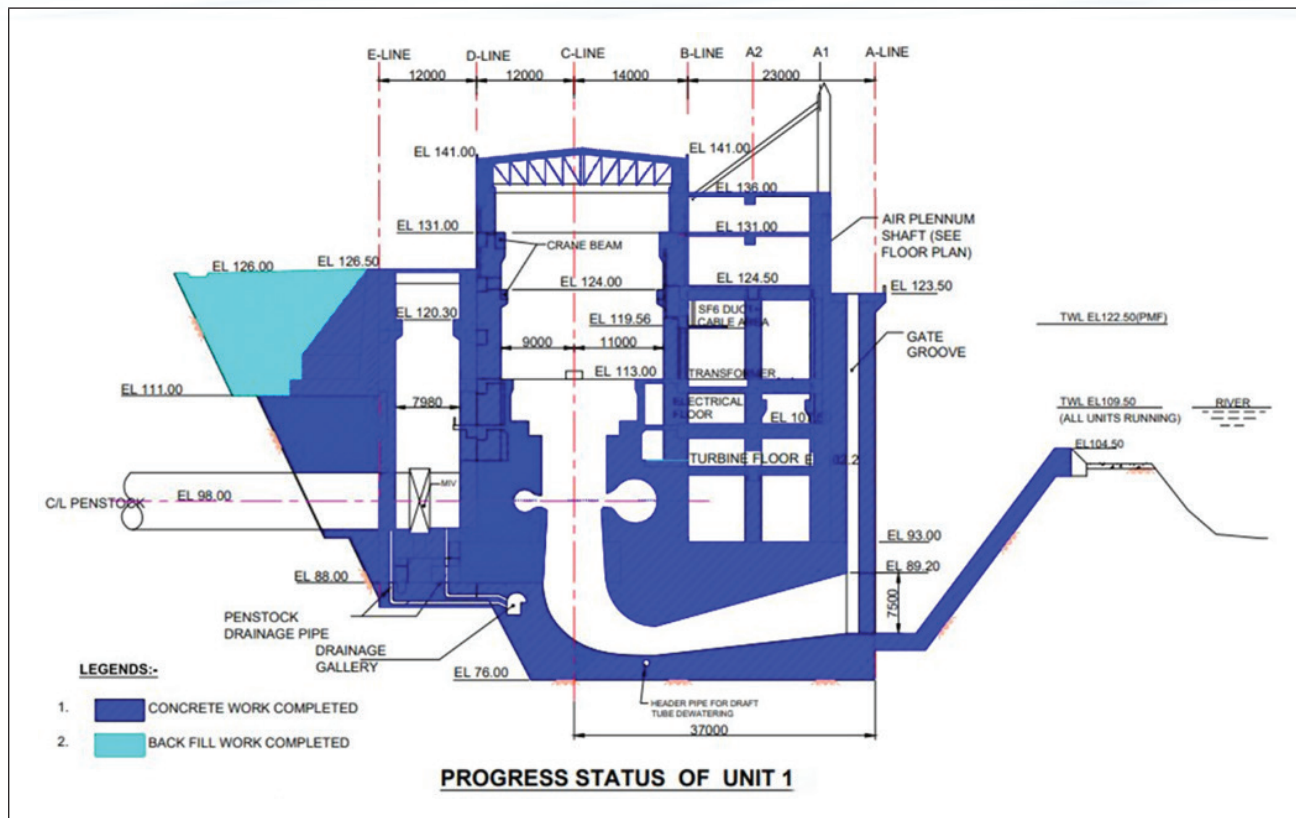 E-LINE
D-LINE
C-LINE
B-LINE
A2
A1
A-LINE
12000
12000
14000
23000
EL 141.00
EL 141.00
EL 136.00
AIR PLENNUM
SHAFT (SEE
FLOOR PLAN)
EL 131.00
CRANE BEAM
EL 131.00
EL 126.00
EL 126.50
EL 124.00
EL 124.50
EL 123.50
EL 120.30
EL 119.56
SF6 DUCT
CABLE AREA
TWL EL122.50(PMF)
GATE
GROOVE
9000
11000
EL 113.00
TRANSFORMER
EL 111.00
7980
ELECTRICAL
FLOOR
TWL EL109.50
(ALL UNITS RUNNING)
RIVER
EL104.50
TURBINE FLOOR
MIV
C/L PENSTOCK
EL 98.00
EL 93.00
EL 89.20
7500
EL 88.00
PENSTOCK
DRAINAGE PIPE
DRAINAGE
GALLERY
EL 76.00
HEADER PIPE FOR DRAFT
TUBE DEWATERING
37000
LEGENDS:-
1. CONCRETE WORK COMPLETED
2. BACK FILL WORK COMPLETED
PROGRESS STATUS OF UNIT 1